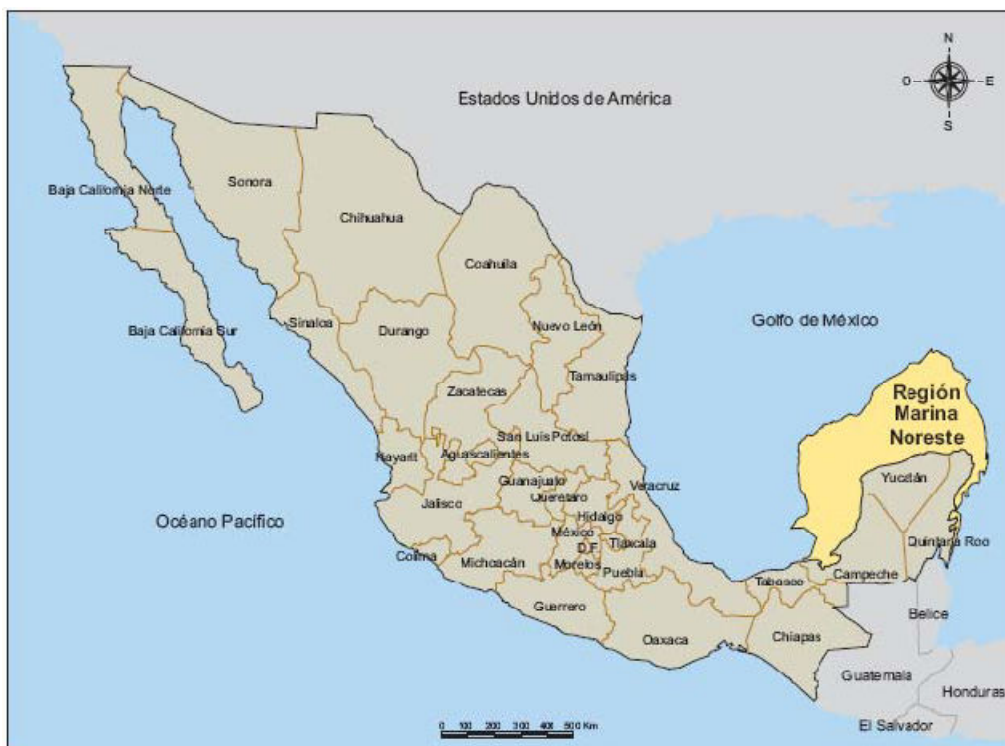 N
O
E
S
Estados Unidos de América
Baja California Norte
Sonora
Chihuahua
Coahuila
Baja California Sur
Sinaloa
Durango
Nuevo León
Golfo de México
Tamaulipas
Zacatecas
Región
Marina
Noreste
San Luis Potosí
Nayarit
Aguascalientes
Yucatán
Guanajuato
Veracruz
Querétaro
Jalisco
Hidalgo
Océano Pacífico
México
Tlaxcala
Quintana Roo
D.F.
Colima
Michoacán
Morelos
Puebla
Tabasco
Campeche
Guerrero
Belice
Oaxaca
Chiapas
Guatemala
Honduras
El Salvador
0 100 200 300 400 500 Km